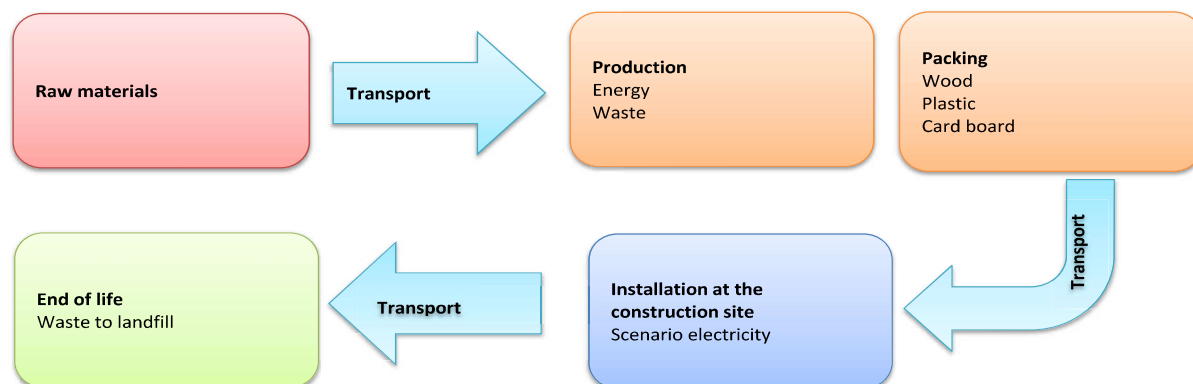 Raw materials
Transport
Production
Energy
Waste
Packing
Wood
Plastic
Card board
Transport
Installation at the
construction site
Scenario electricity
Transport
End of life
Waste to landfill